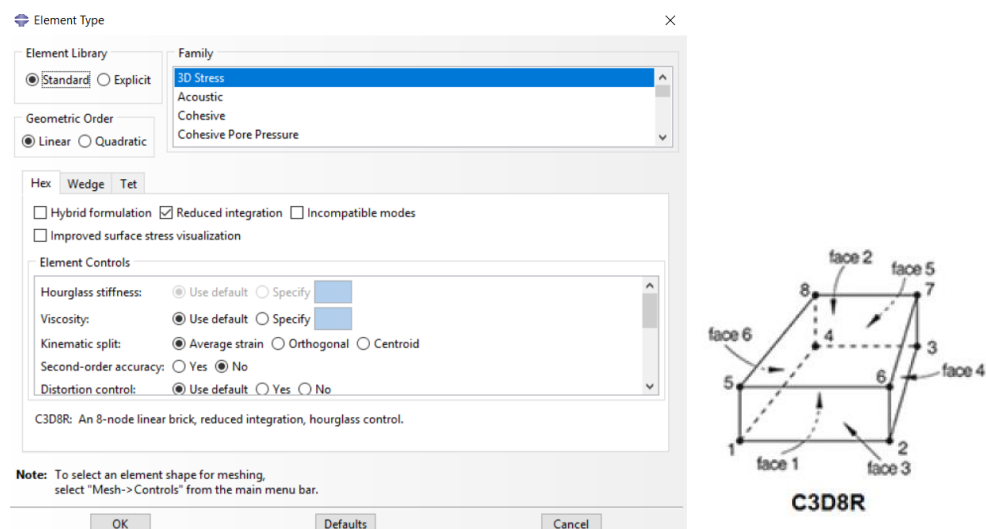 Element Type
Element Library
Standard Explicit
Family
3D Stress
Acoustic
Cohesive
Cohesive Pore Pressure
Geometric Order
Linear Quadratic
Hex Wedge Tet
Hybrid formulation Reduced integration Incompatible modes
Improved surface stress visualization
Element Controls
Hourglass stiffness: Use default Specify
Viscosity: Use default Specify
Kinematic split: Average strain Orthogonal Centroid
Second-order accuracy: Yes No
Distortion control: Use default Yes No
C3D8R: An 8-node linear brick, reduced integration, hourglass control.
Note: To select an element shape for meshing,
select "Mesh->Controls" from the main menu bar.
OK Defaults Cancel
face 2
face 5
8 7
face 6
4 3
face 4
5 6
1 2
face 1 face 3
C3D8R